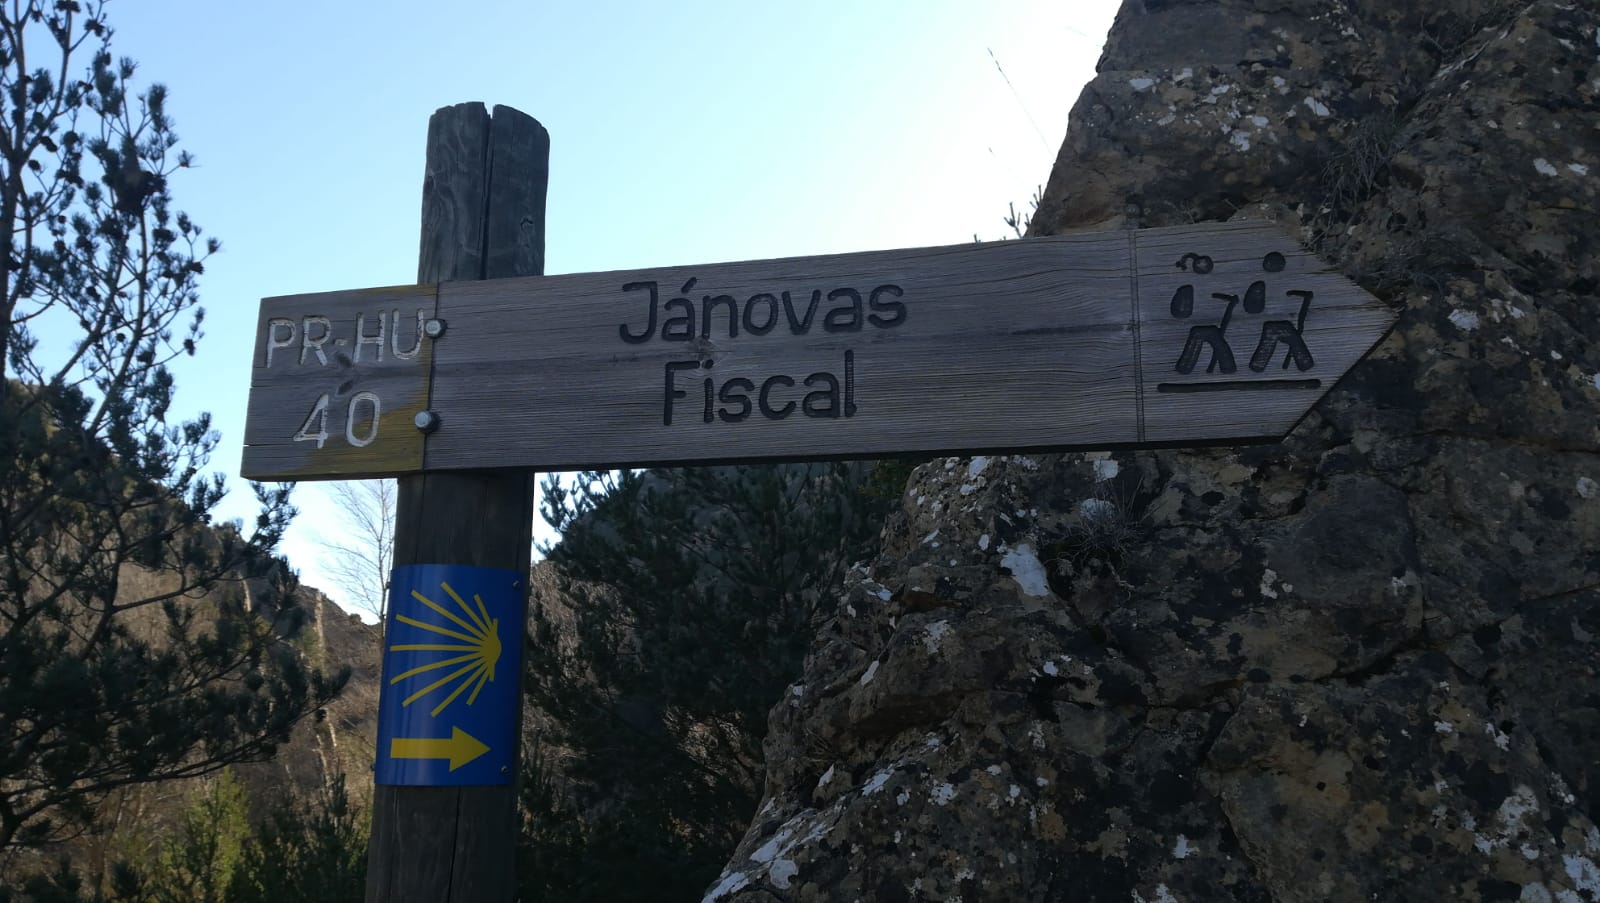 PR-HU
40
Jánovas
Fiscal